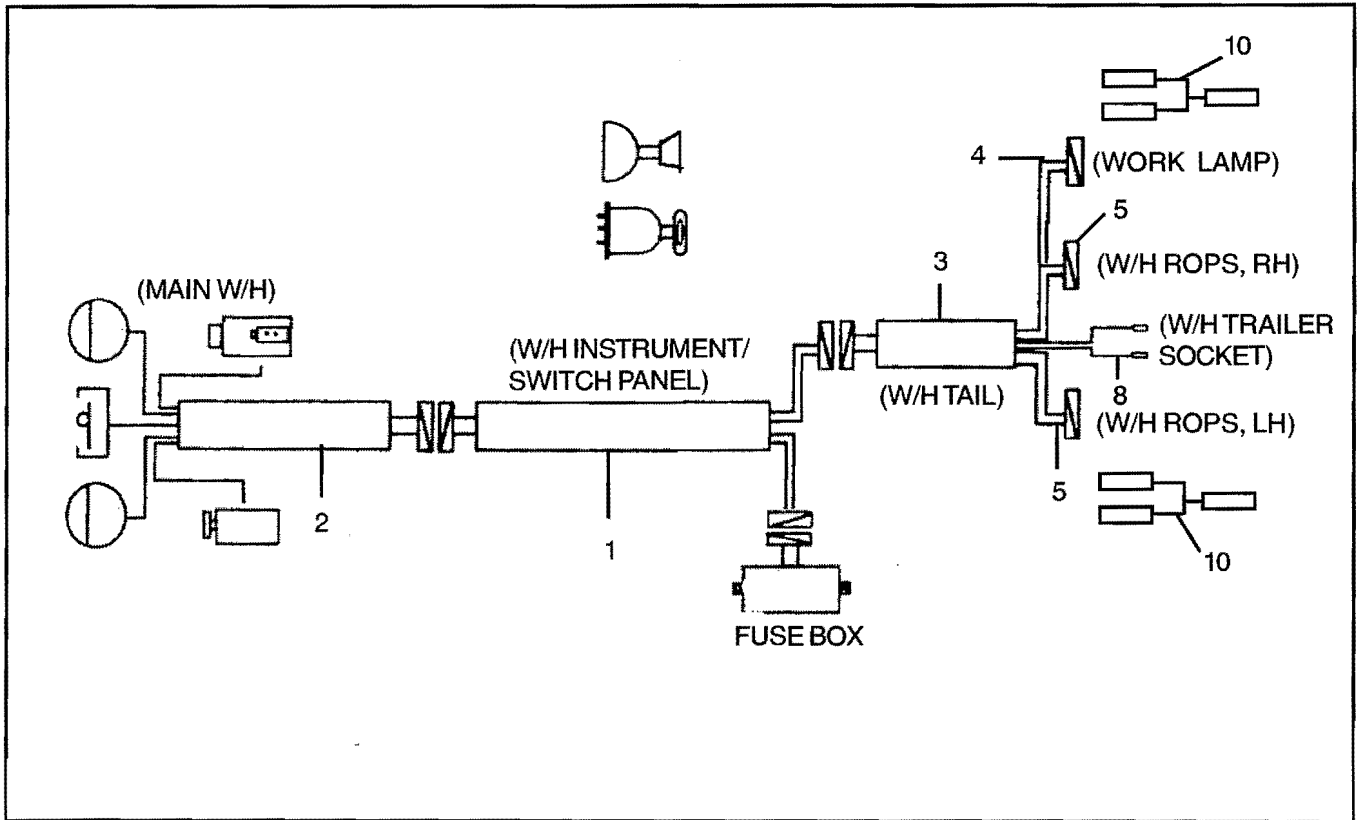 10
4
(WORK LAMP)
5
(W/H ROPS, RH)
3
(MAIN W/H)
(W/H TRAILER
SOCKET)
(W/H INSTRUMENT/
SWITCH PANEL)
8
(W/H TAIL)
(W/H ROPS, LH)
5
2
1
10
FUSE BOX